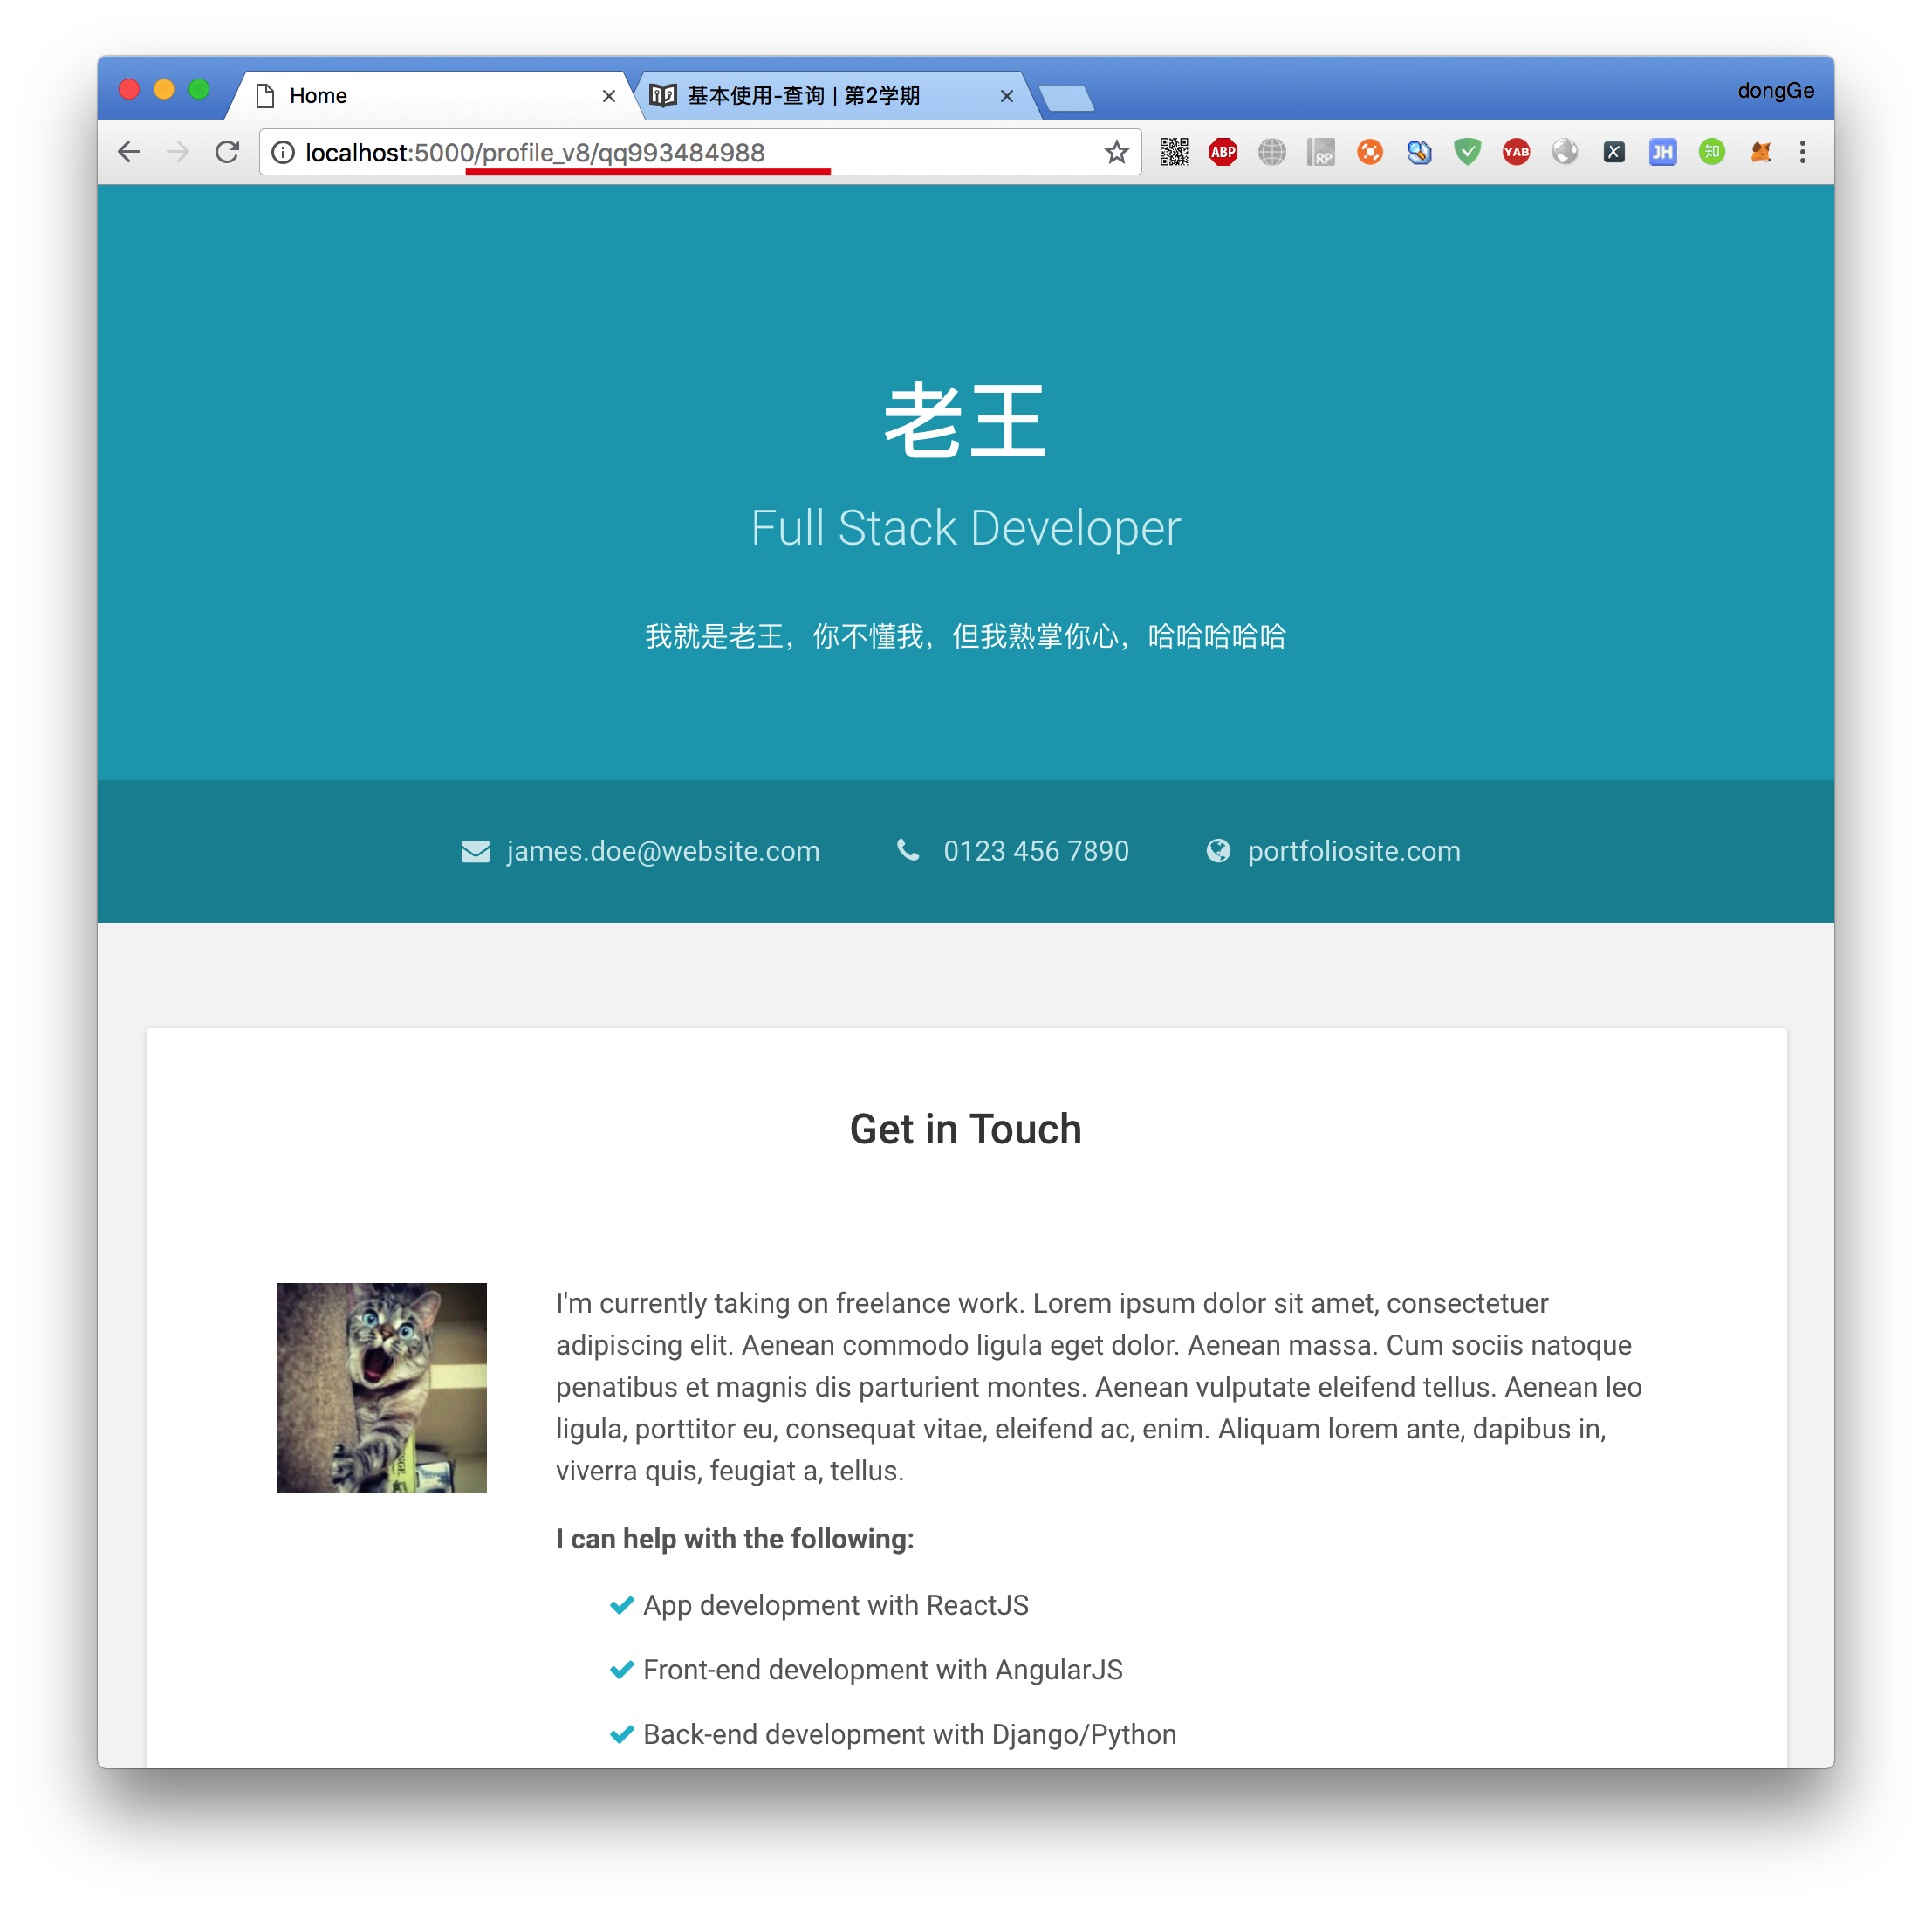 Home
基本使用-查询 | 第2学期
dongGe
localhost:5000/profile_v8/qq993484988
ABP
RP
YAB
X
JH
知
老王
Full Stack Developer
我就是老王，你不懂我，但我熟掌你心，哈哈哈哈哈
james.doe@website.com
0123 456 7890
portfoliosite.com
Get in Touch
I'm currently taking on freelance work. Lorem ipsum dolor sit amet, consectetuer
adipiscing elit. Aenean commodo ligula eget dolor. Aenean massa. Cum sociis natoque
penatibus et magnis dis parturient montes. Aenean vulputate eleifend tellus. Aenean leo
ligula, porttitor eu, consequat vitae, eleifend ac, enim. Aliquam lorem ante, dapibus in,
viverra quis, feugiat a, tellus.
I can help with the following:
App development with ReactJS
Front-end development with AngularJS
Back-end development with Django/Python